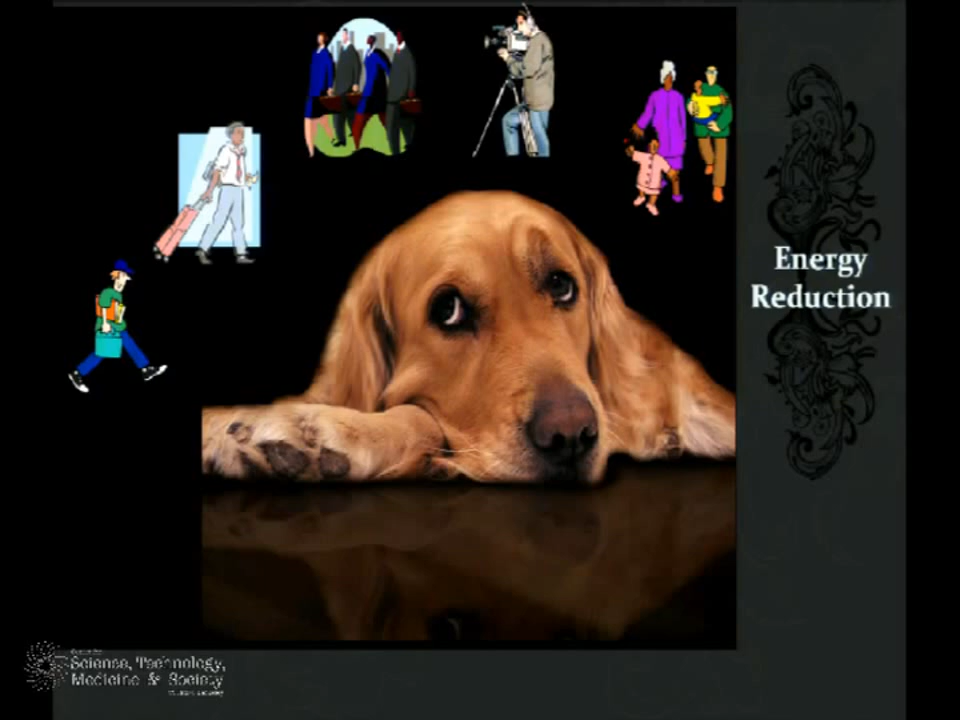 Energy
Reduction
Science, Technology,
Medicine & Society